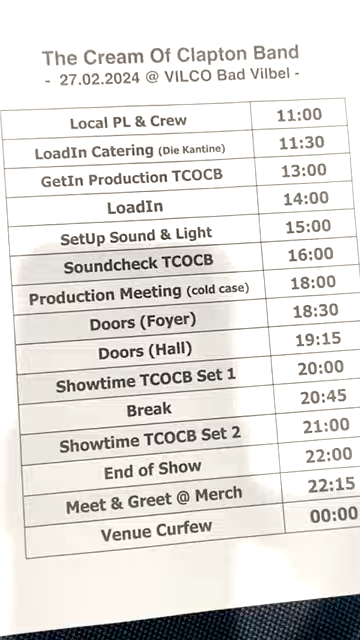 The Cream Of Clapton Band
- 27.02.2024 @ VILCO Bad Vilbel -
Local PL & Crew 11:00
LoadIn Catering (Die Kantine) 11:30
GetIn Production TCOCB 13:00
LoadIn 14:00
SetUp Sound & Light 15:00
Soundcheck TCOCB 16:00
Production Meeting (cold case) 18:00
Doors (Foyer) 18:30
Doors (Hall) 19:15
Showtime TCOCB Set 1 20:00
Break 20:45
Showtime TCOCB Set 2 21:00
End of Show 22:00
Meet & Greet @ Merch 22:15
Venue Curfew 00:00